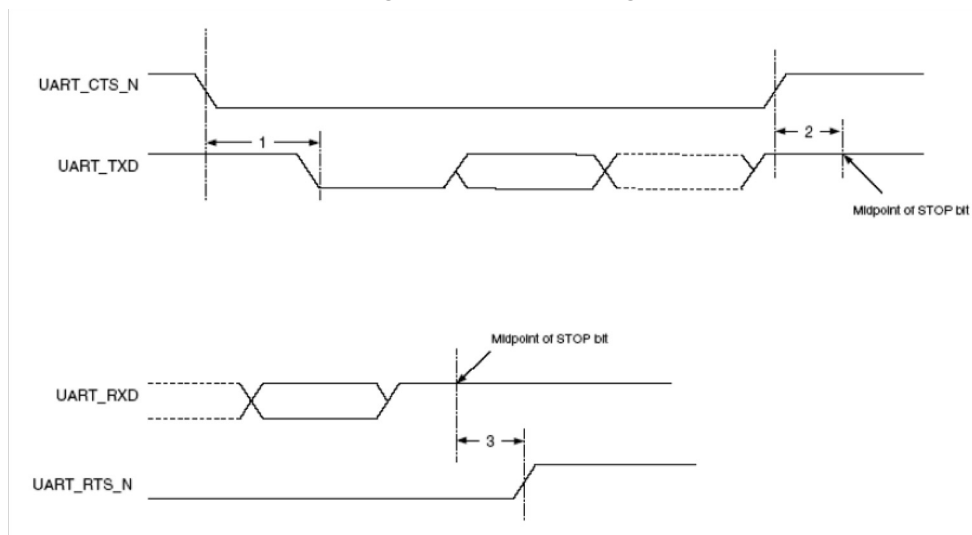 UART_CTS_N
1
2
UART_TXD
Midpoint of STOP bit
Midpoint of STOP bit
UART_RXD
3
UART_RTS_N